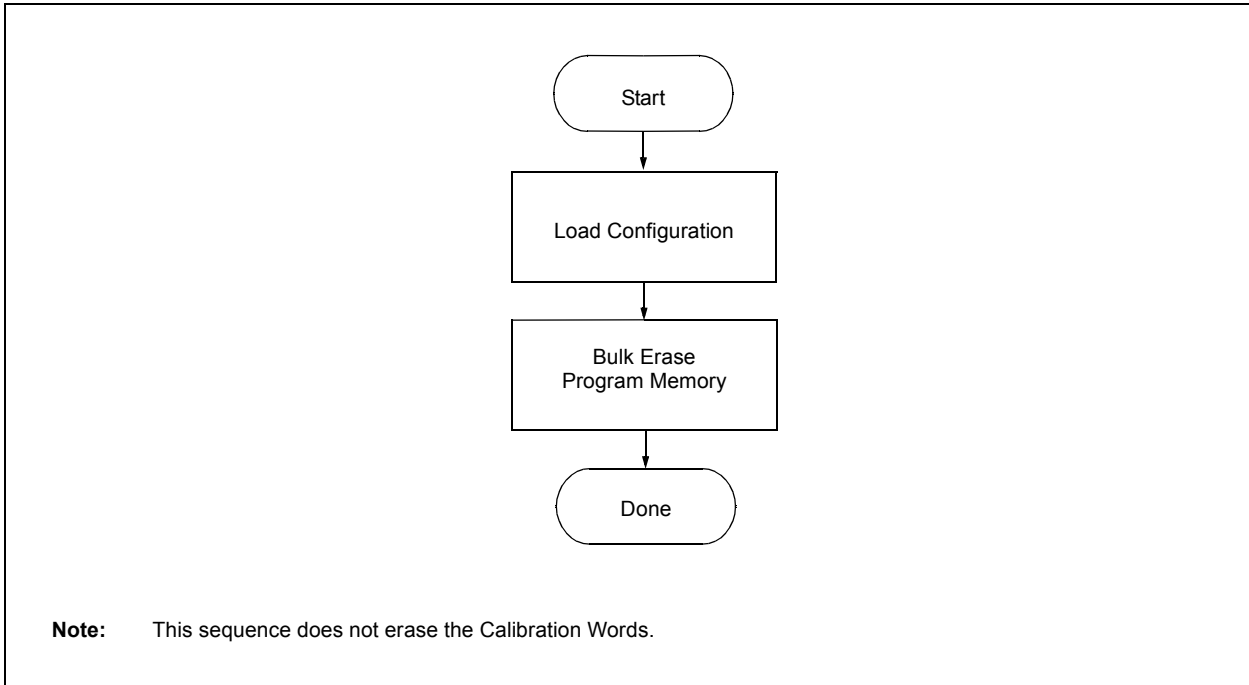 Start
Load Configuration
Bulk Erase
Program Memory
Done
Note: This sequence does not erase the Calibration Words.